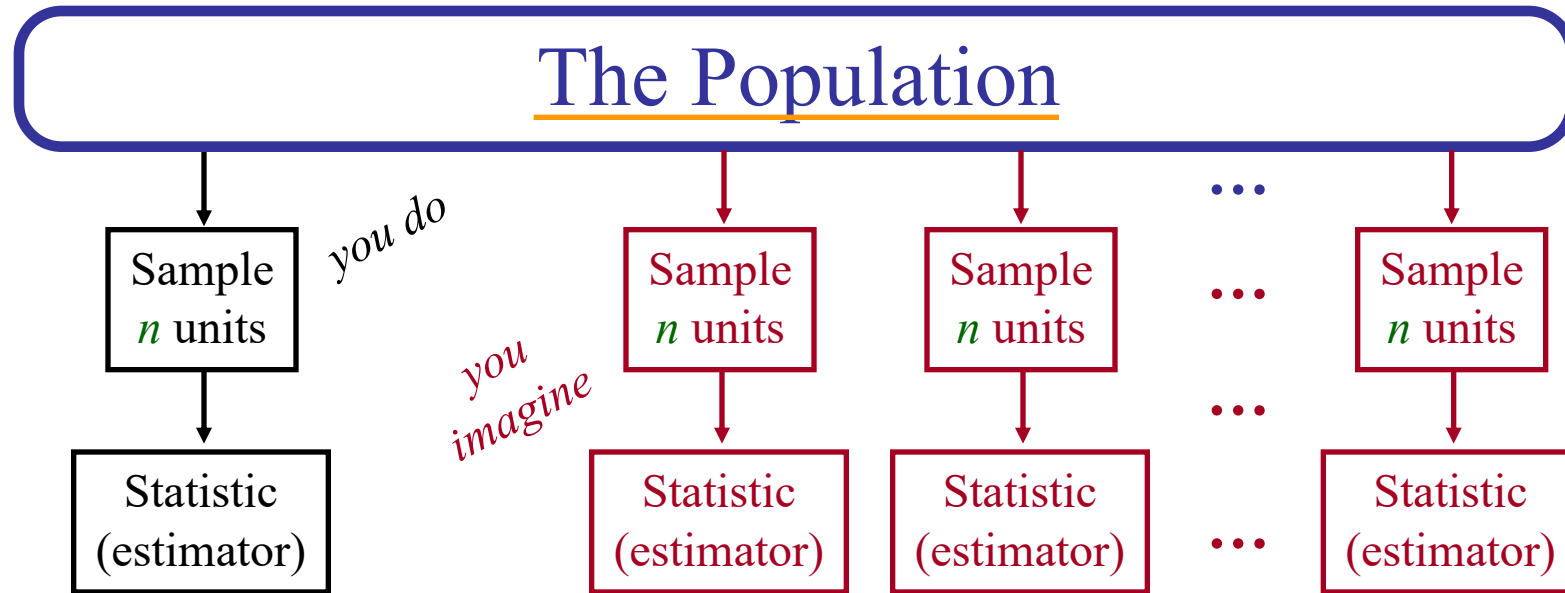 The Population
...
you do
Sample
n units
Sample
n units
Sample
n units
...
Sample
n units
you
imagine
...
Statistic
(estimator)
Statistic
(estimator)
Statistic
(estimator)
...
Statistic
(estimator)